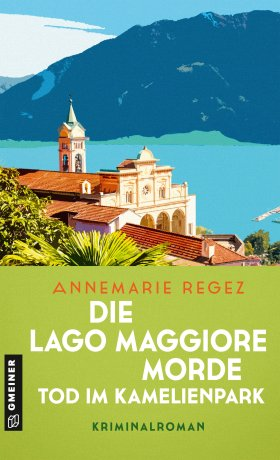 ANNEMARIE REGEZ
DIE
LAGO MAGGIORE
MORDE
TOD IM KAMELIENPARK
KRIMINALROMAN
GMEINER